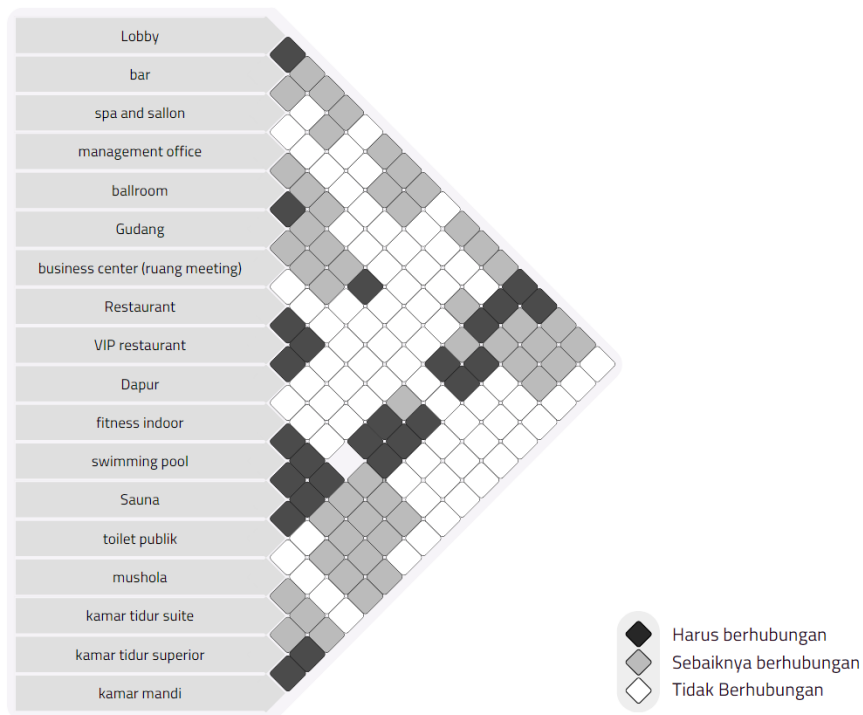 Lobby
bar
spa and sallon
management office
ballroom
Gudang
business center (ruang meeting)
Restaurant
VIP restaurant
Dapur
fitness indoor
swimming pool
Sauna
toilet publik
mushola
kamar tidur suite
kamar tidur superior
kamar mandi
Harus berhubungan
Sebaiknya berhubungan
Tidak Berhubungan